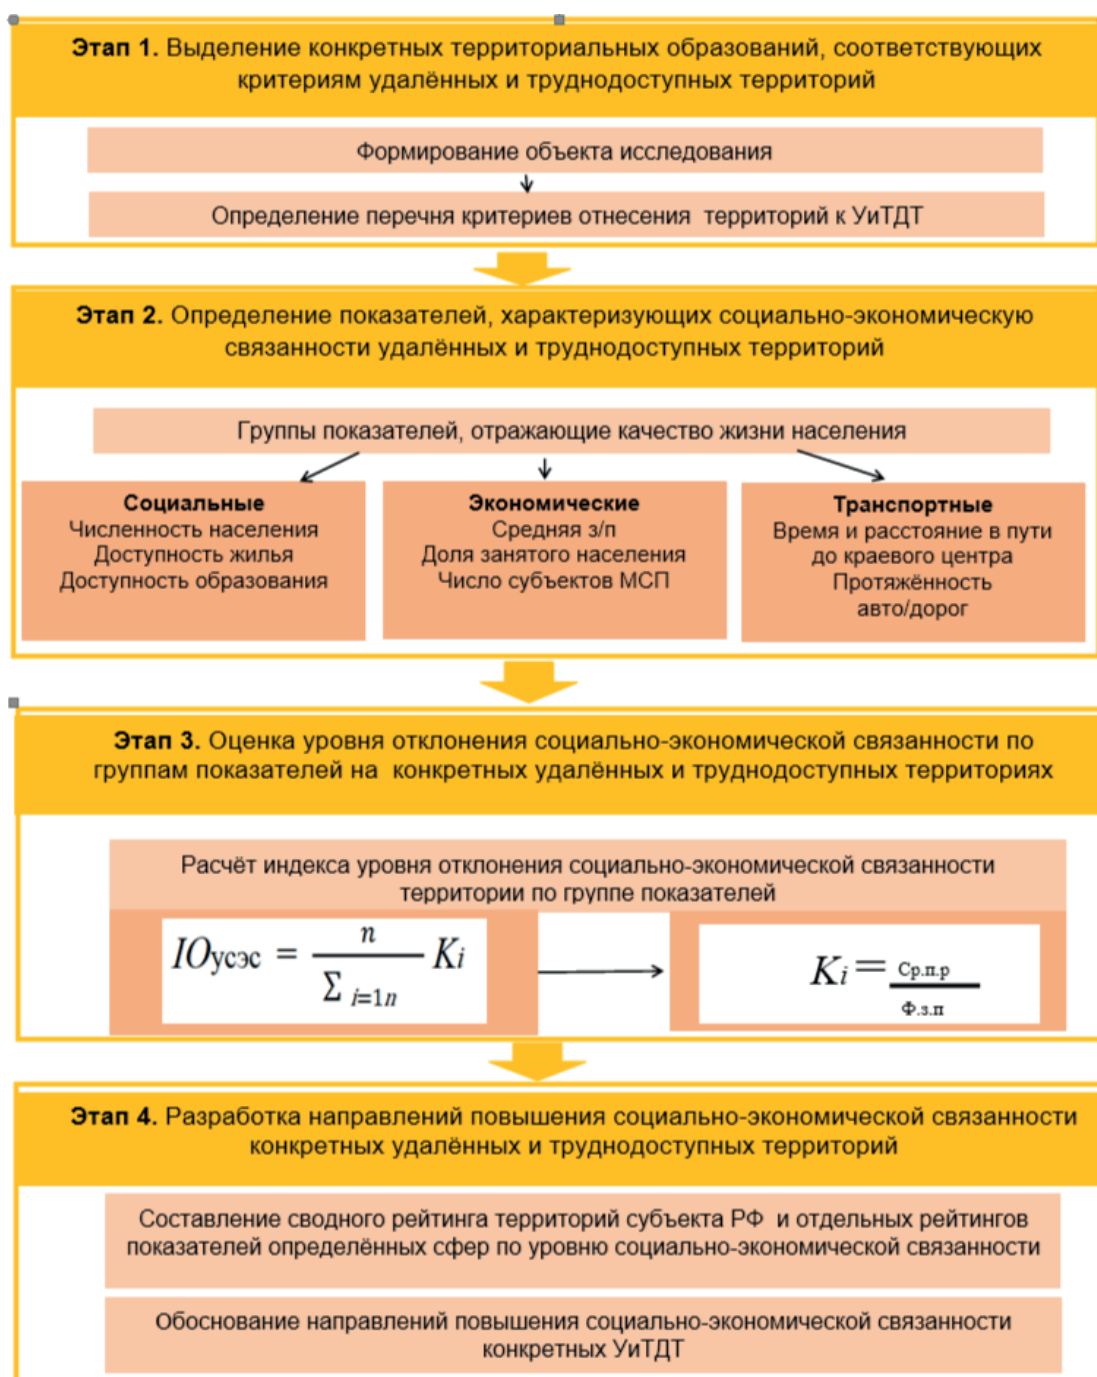 Этап 1. Выделение конкретных территориальных образований, соответствующих
критериям удалённых и труднодоступных территорий
Формирование объекта исследования
Определение перечня критериев отнесения территорий к УиТДТ
Этап 2. Определение показателей, характеризующих социально-экономическую
связанности удалённых и труднодоступных территорий
Группы показателей, отражающие качество жизни населения
Социальные
Численность населения
Доступность жилья
Доступность образования
Экономические
Средняя з/п
Доля занятого населения
Число субъектов МСП
Транспортные
Время и расстояние в пути
до краевого центра
Протяжённость
авто/дорог
Этап 3. Оценка уровня отклонения социально-экономической связанности по
группам показателей на конкретных удалённых и труднодоступных территориях
Расчёт индекса уровня отклонения социально-экономической связанности
территории по группе показателей
IOусэс = n / ∑ i=1n Ki
Ki = Ср.п.р / Ф.з.п
Этап 4. Разработка направлений повышения социально-экономической связанности
конкретных удалённых и труднодоступных территорий
Составление сводного рейтинга территорий субъекта РФ и отдельных рейтингов
показателей определённых сфер по уровню социально-экономической связанности
Обоснование направлений повышения социально-экономической связанности
конкретных УиТДТ